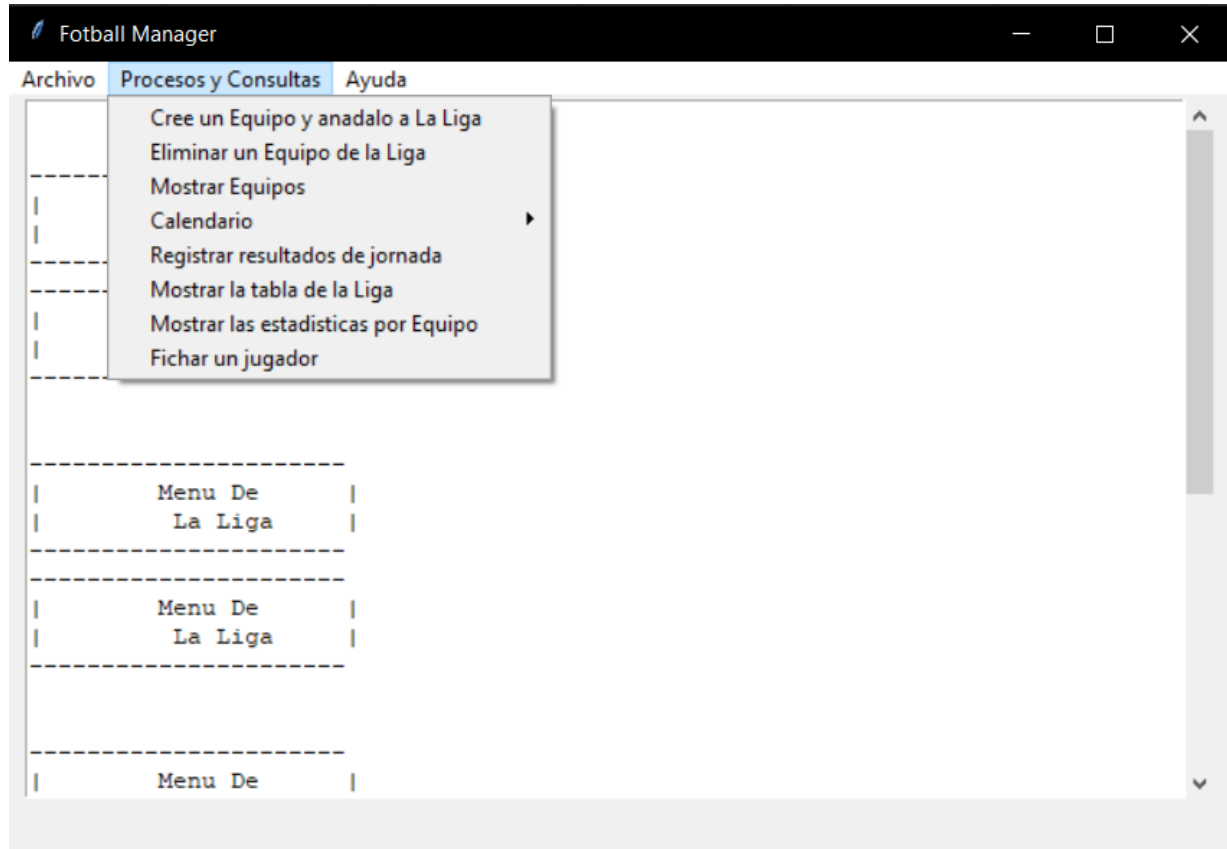 Fotball Manager
Archivo Procesos y Consultas Ayuda
Cree un Equipo y anadalo a La Liga
Eliminar un Equipo de la Liga
Mostrar Equipos
Calendario
Registrar resultados de jornada
Mostrar la tabla de la Liga
Mostrar las estadisticas por Equipo
Fichar un jugador
----------------------
|        Menu De      |
|         La Liga     |
----------------------
----------------------
|        Menu De      |
|         La Liga     |
----------------------
----------------------
|        Menu De      |